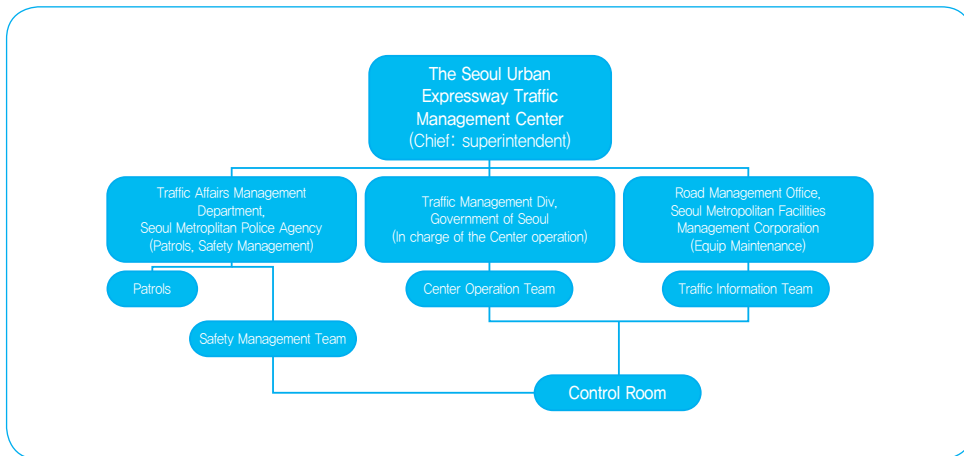 The Seoul Urban
Expressway Traffic
Management Center
(Chief: superintendent)
Traffic Affairs Management
Department,
Seoul Metroplitan Police Agency
(Patrols, Safety Management)
Traffic Management Div,
Government of Seoul
(In charge of the Center operation)
Road Management Office,
Seoul Metropolitan Facilities
Management Corporation
(Equip Maintenance)
Patrols
Center Operation Team
Traffic Information Team
Safety Management Team
Control Room